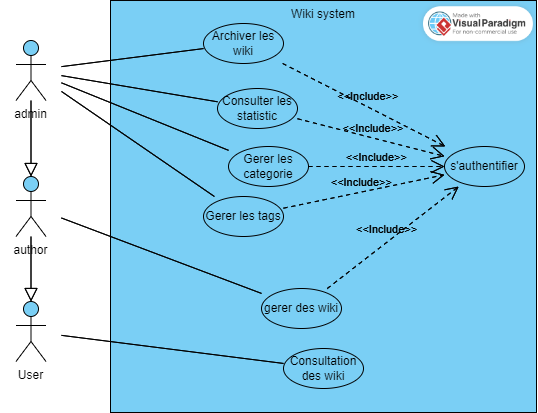 Wiki system
Made with
Visual Paradigm
For non-commercial use
Archiver les
wiki
<<Include>>
admin
Consulter les
statistic
<<Include>>
Gerer les
categorie
<<Include>>
s'authentifier
<<Include>>
Gerer les tags
author
<<Include>>
gerer des wiki
User
Consultation
des wiki